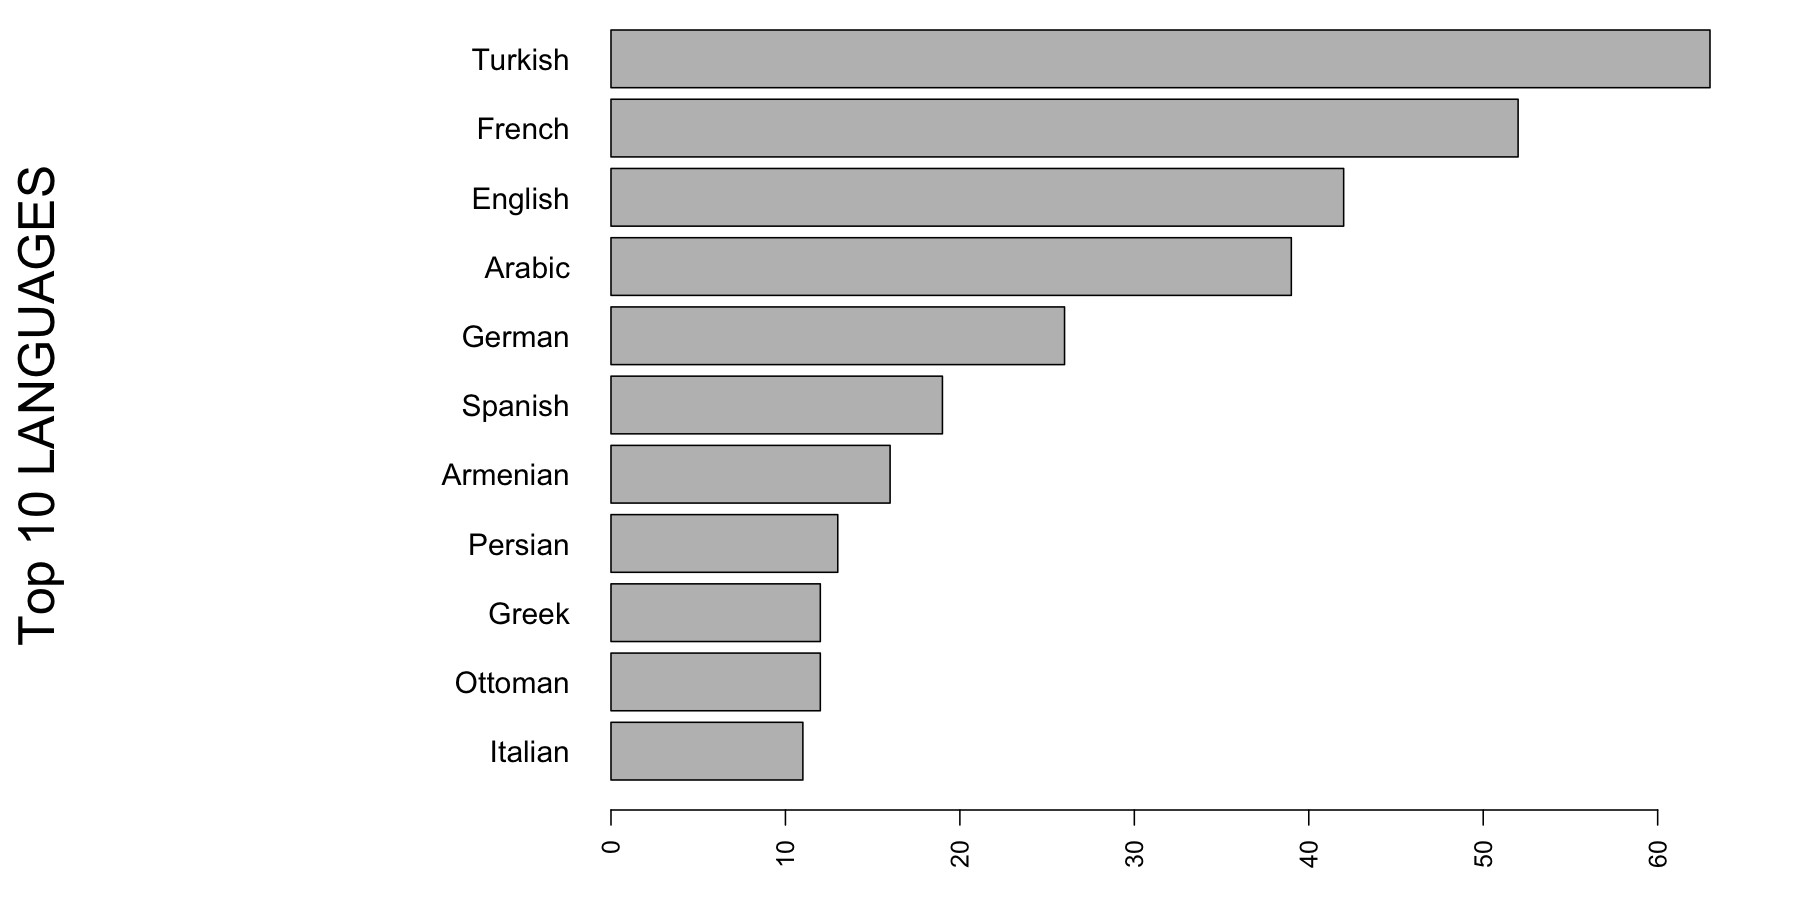 Top 10 LANGUAGES
Turkish
French
English
Arabic
German
Spanish
Armenian
Persian
Greek
Ottoman
Italian
0 10 20 30 40 50 60